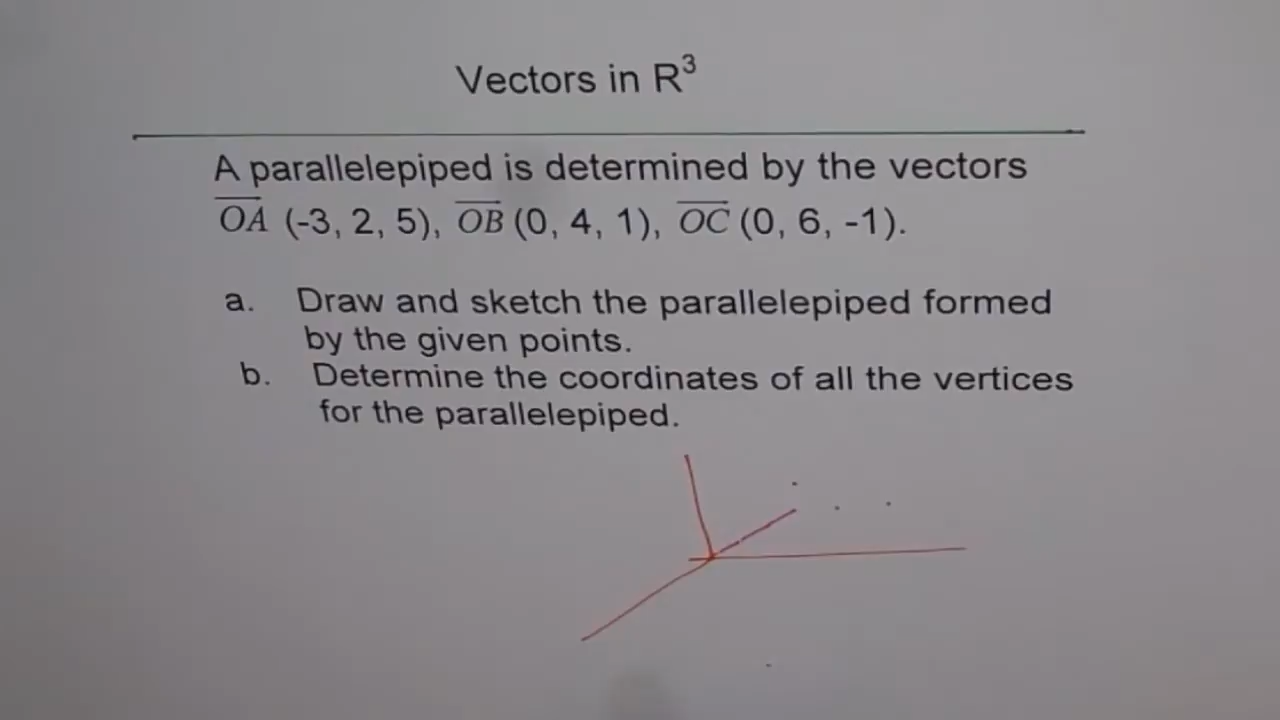 Vectors in R³
A parallelepiped is determined by the vectors
OA (-3, 2, 5), OB (0, 4, 1), OC (0, 6, -1).
a. Draw and sketch the parallelepiped formed
by the given points.
b. Determine the coordinates of all the vertices
for the parallelepiped.